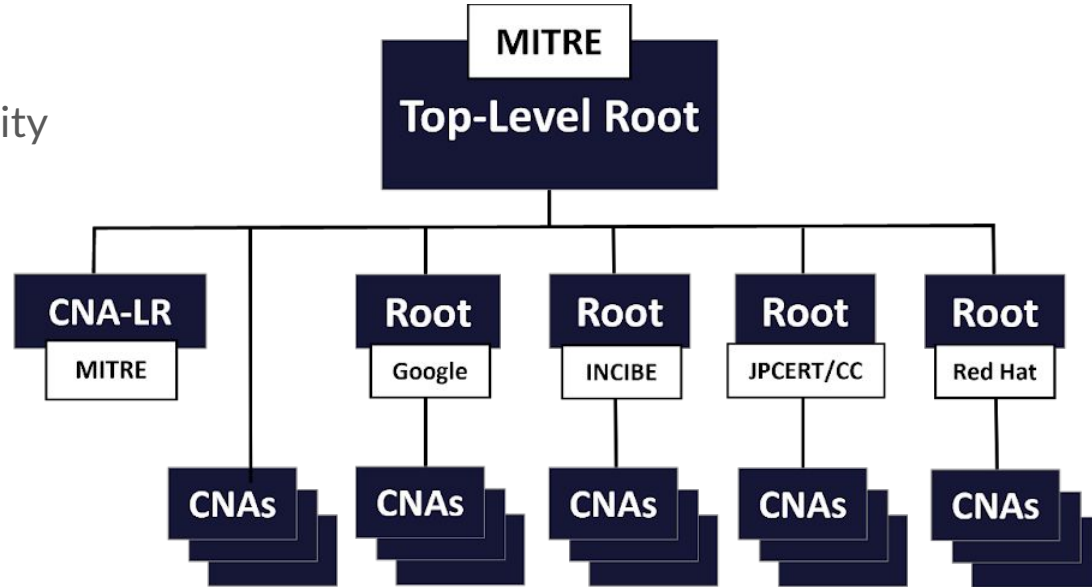 MITRE
Top-Level Root
ity
CNA-LR
MITRE
Root
Google
Root
INCIBE
Root
JPCERT/CC
Root
Red Hat
CNAs
CNAs
CNAs
CNAs
CNAs